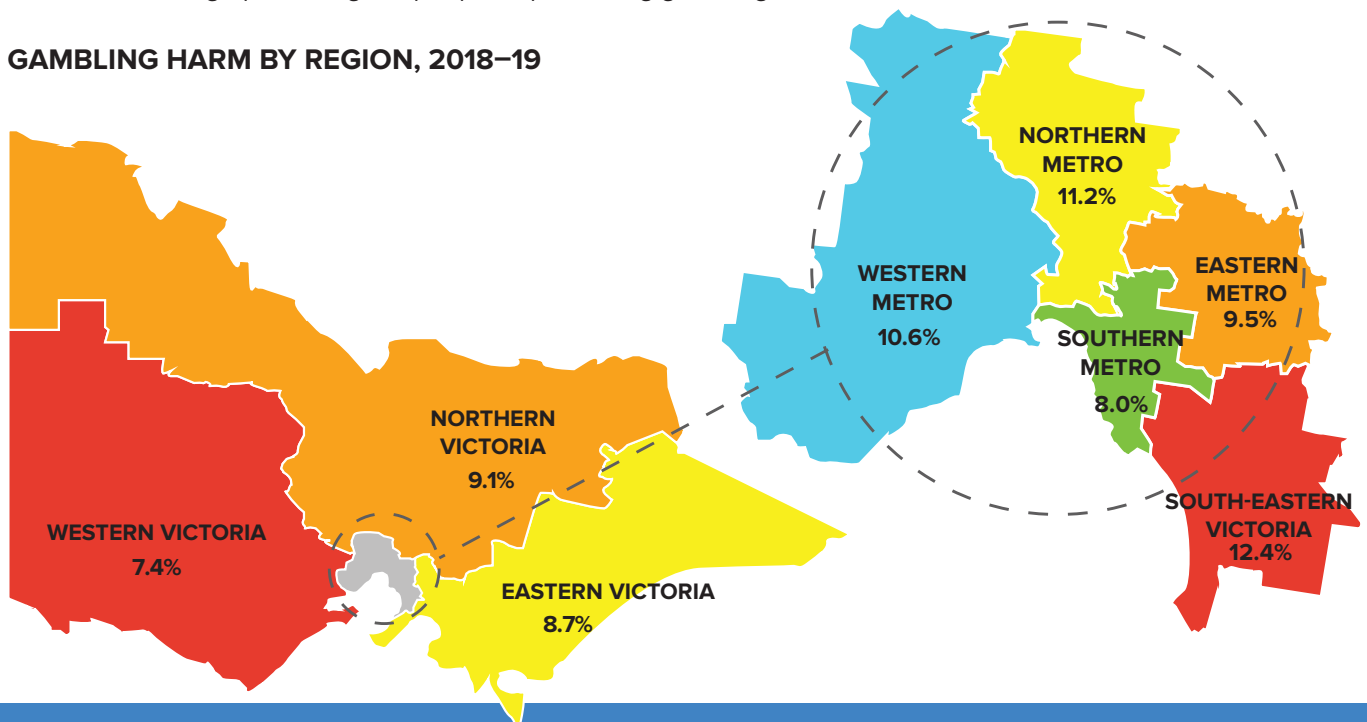 GAMBLING HARM BY REGION, 2018–19
NORTHERN
METRO
11.2%
WESTERN
METRO
10.6%
EASTERN
METRO
9.5%
SOUTHERN
METRO
8.0%
SOUTH-EASTERN
VICTORIA
12.4%
NORTHERN
VICTORIA
9.1%
WESTERN VICTORIA
7.4%
EASTERN VICTORIA
8.7%